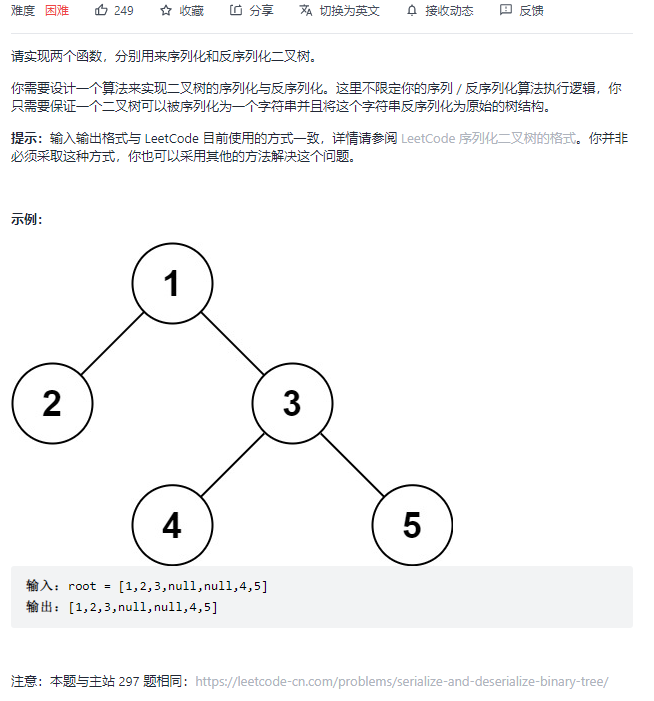 难度 困难 249 收藏 分享 切换为英文 接收动态 反馈
请实现两个函数，分别用来序列化和反序列化二叉树。
你需要设计一个算法来实现二叉树的序列化与反序列化。这里不限定你的序列 / 反序列化算法执行逻辑，你
只需要保证一个二叉树可以被序列化为一个字符串并且将这个字符串反序列化为原始的树结构。
提示：输入输出格式与 LeetCode 目前使用的方式一致，详情请参阅 LeetCode 序列化二叉树的格式。你并非
必须采取这种方式，你也可以采用其他的方法解决这个问题。
示例：
1
2 3
4 5
输入：root = [1,2,3,null,null,4,5]
输出：[1,2,3,null,null,4,5]
注意：本题与主站 297 题相同：https://leetcode-cn.com/problems/serialize-and-deserialize-binary-tree/